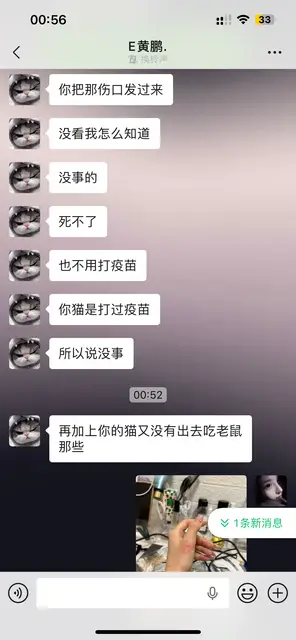 00:56
33
E黄鹏.
你把那伤口发过来
没看我怎么知道
没事的
死不了
也不用打疫苗
你猫是打过疫苗
所以说没事
00:52
再加上你的猫又没有出去吃老鼠
那些
1条新消息